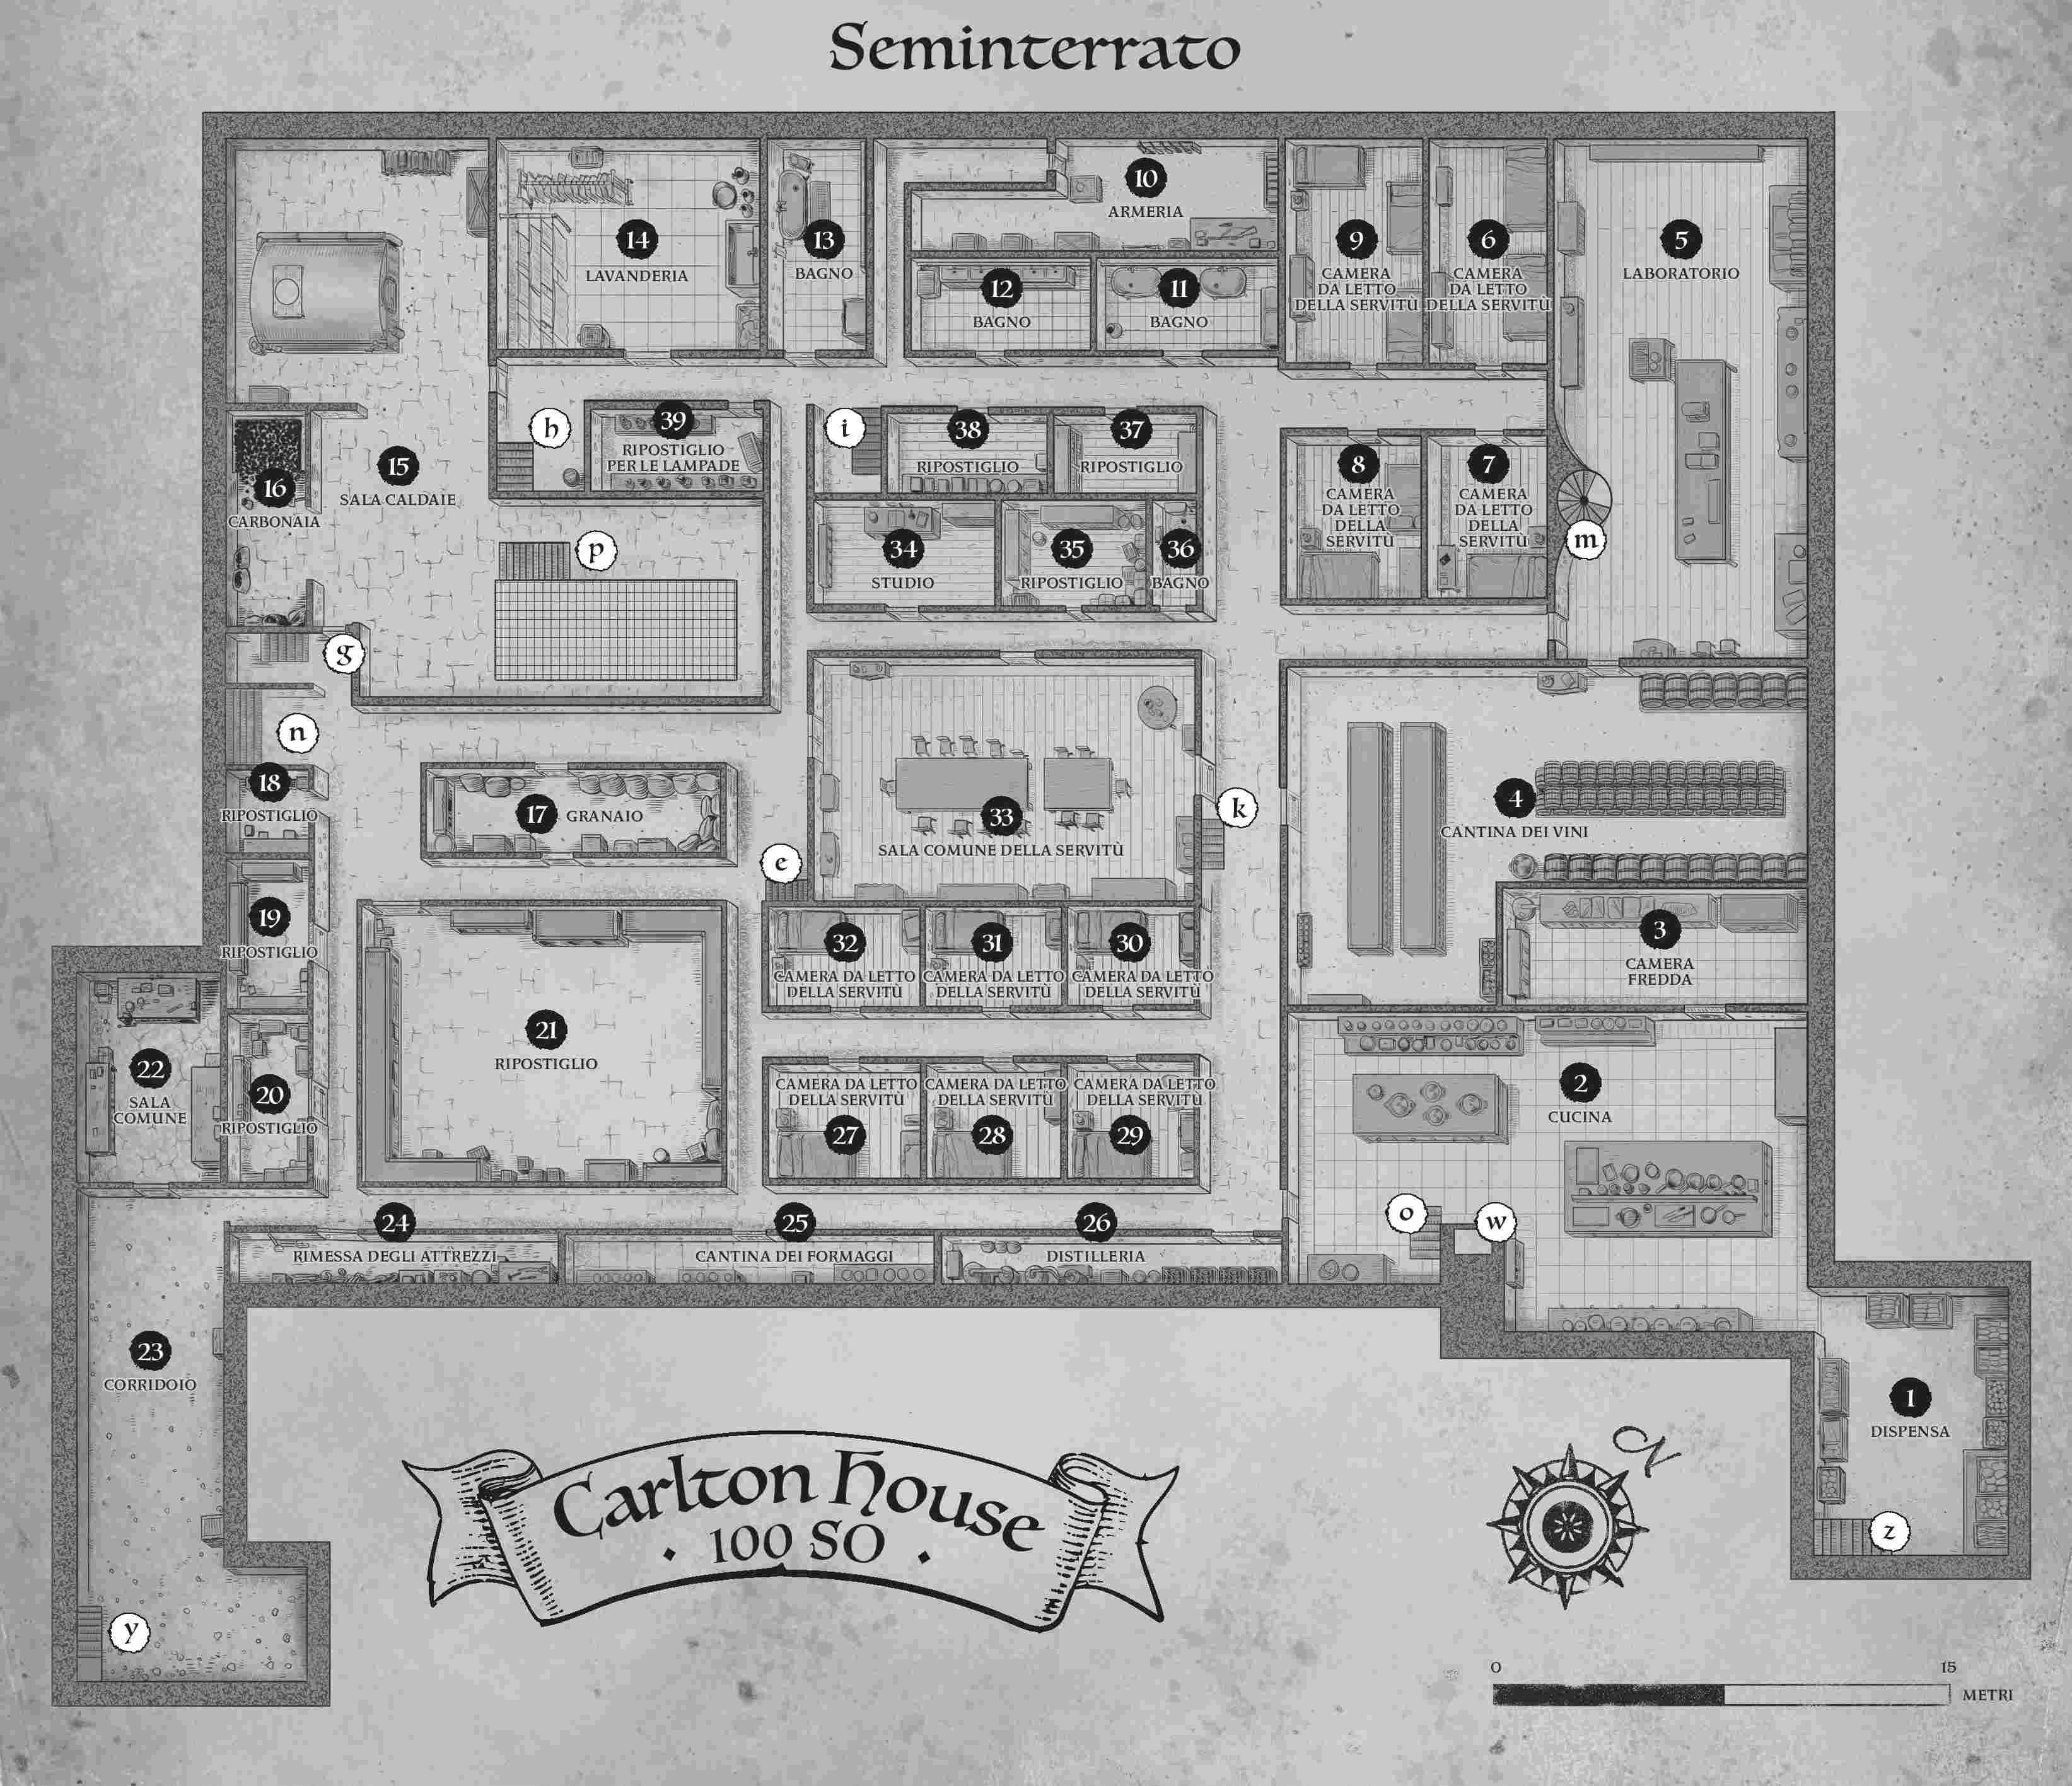 Seminterrato
10
ARMERIA
14
LAVANDERIA
13
BAGNO
9
CAMERA
DA LETTO
DELLA SERVITÙ
6
CAMERA
DA LETTO
DELLA SERVITÙ
5
LABORATORIO
12
BAGNO
11
BAGNO
h
39
RIPOSTIGLIO
PER LE LAMPADE
i
38
RIPOSTIGLIO
37
RIPOSTIGLIO
15
SALA CALDAIE
16
CARBONAIA
8
CAMERA
DA LETTO
DELLA
SERVITÙ
7
CAMERA
DA LETTO
DELLA
SERVITÙ
m
p
34
STUDIO
35
RIPOSTIGLIO
36
BAGNO
g
n
18
RIPOSTIGLIO
17
GRANAIO
33
SALA COMUNE DELLA SERVITÙ
k
4
CANTINA DEI VINI
e
19
RIPOSTIGLIO
32
CAMERA DA LETTO
DELLA SERVITÙ
31
CAMERA DA LETTO
DELLA SERVITÙ
30
CAMERA DA LETTO
DELLA SERVITÙ
3
CAMERA
FREDDA
21
RIPOSTIGLIO
22
SALA
COMUNE
20
RIPOSTIGLIO
CAMERA DA LETTO
DELLA SERVITÙ
27
CAMERA DA LETTO
DELLA SERVITÙ
28
CAMERA DA LETTO
DELLA SERVITÙ
29
2
CUCINA
24
RIMESSA DEGLI ATTREZZI
25
CANTINA DEI FORMAGGI
26
DISTILLERIA
o
w
23
CORRIDOIO
1
DISPENSA
z
y
Carlton House
100 SO
N
0
15
METRI